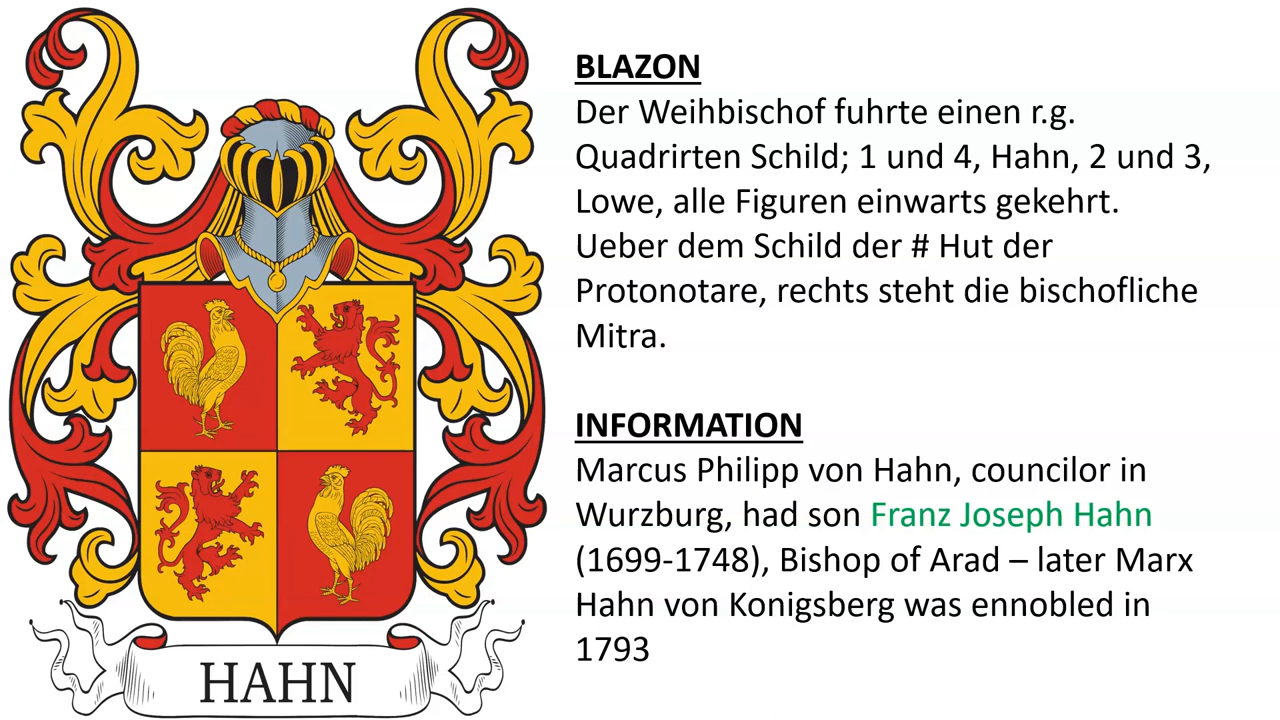 BLAZON
Der Weihbischof fuhrte einen r.g.
Quadrirten Schild; 1 und 4, Hahn, 2 und 3,
Lowe, alle Figuren einwarts gekehrt.
Ueber dem Schild der # Hut der
Protonotare, rechts steht die bischofliche
Mitra.
INFORMATION
Marcus Philipp von Hahn, councilor in
Wurzburg, had son Franz Joseph Hahn
(1699-1748), Bishop of Arad – later Marx
Hahn von Konigsberg was ennobled in
1793
HAHN